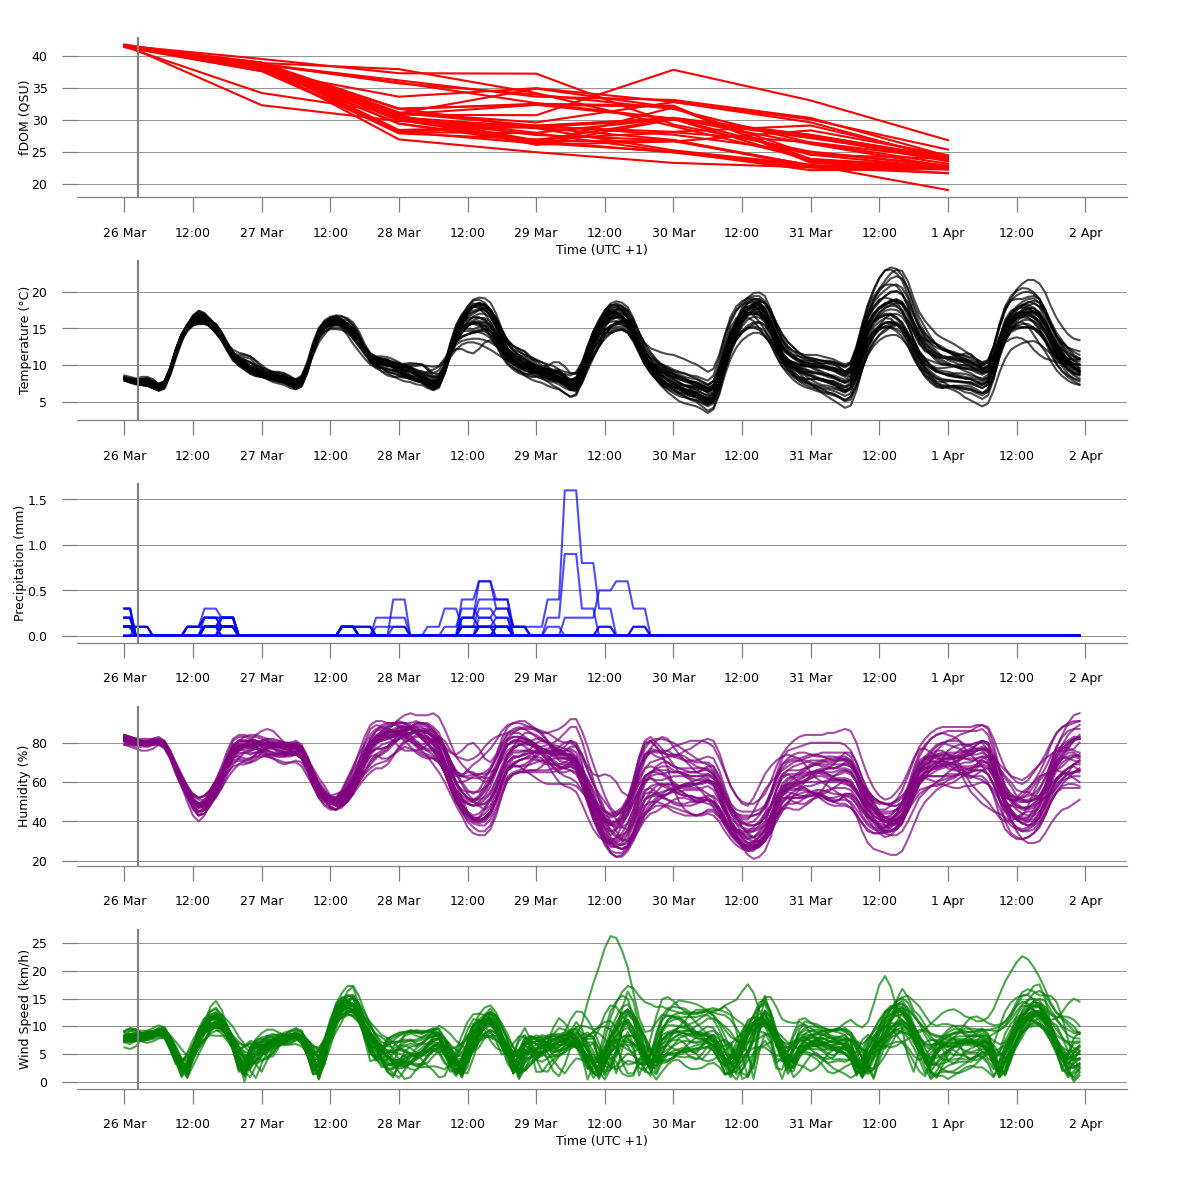 fDOM (QSU)
40
35
30
25
20
26 Mar 12:00 27 Mar 12:00 28 Mar 12:00 29 Mar 12:00 30 Mar 12:00 31 Mar 12:00 1 Apr 12:00 2 Apr
Time (UTC +1)
Temperature (°C)
20
15
10
5
26 Mar 12:00 27 Mar 12:00 28 Mar 12:00 29 Mar 12:00 30 Mar 12:00 31 Mar 12:00 1 Apr 12:00 2 Apr
Precipitation (mm)
1.5
1.0
0.5
0.0
26 Mar 12:00 27 Mar 12:00 28 Mar 12:00 29 Mar 12:00 30 Mar 12:00 31 Mar 12:00 1 Apr 12:00 2 Apr
Humidity (%)
80
60
40
20
26 Mar 12:00 27 Mar 12:00 28 Mar 12:00 29 Mar 12:00 30 Mar 12:00 31 Mar 12:00 1 Apr 12:00 2 Apr
Wind Speed (km/h)
25
20
15
10
5
0
26 Mar 12:00 27 Mar 12:00 28 Mar 12:00 29 Mar 12:00 30 Mar 12:00 31 Mar 12:00 1 Apr 12:00 2 Apr
Time (UTC +1)